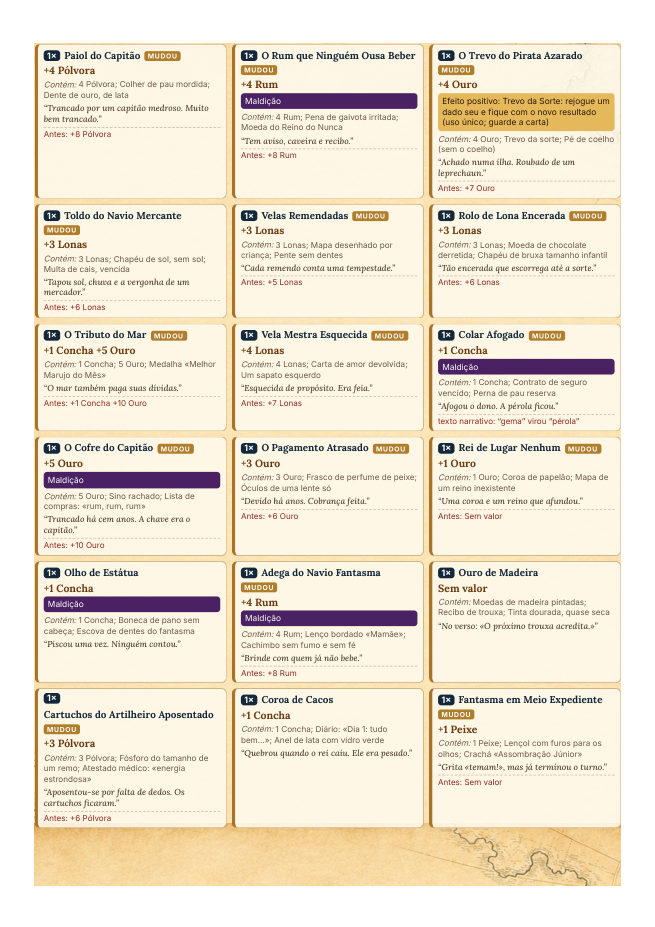 1× Paiol do Capitão MUDOU
+4 Pólvora
Contém: 4 Pólvora; Colher de pau mordida;
Dente de ouro, de lata
“Trancado por um capitão medroso. Muito
bem trancado.”
Antes: +8 Pólvora
1× O Rum que Ninguém Ousa Beber
MUDOU
+4 Rum
Maldição
Contém: 4 Rum; Pena de gaivota irritada;
Moeda do Reino do Nunca
“Tem aviso, caveira e recibo.”
Antes: +8 Rum
1× O Trevo do Pirata Azarado
MUDOU
+4 Ouro
Efeito positivo: Trevo da Sorte: rejogue um
dado seu e fique com o novo resultado
(uso único; guarde a carta)
Contém: 4 Ouro; Trevo da sorte; Pé de coelho
(sem o coelho)
“Achado numa ilha. Roubado de um
leprechaun.”
Antes: +7 Ouro
1× Toldo do Navio Mercante
MUDOU
+3 Lonas
Contém: 3 Lonas; Chapéu de sol, sem sol;
Multa de cais, vencida
“Tapou sol, chuva e a vergonha de um
mercador.”
Antes: +6 Lonas
1× Velas Remendadas MUDOU
+3 Lonas
Contém: 3 Lonas; Mapa desenhado por
criança; Pente sem dentes
“Cada remendo conta uma tempestade.”
Antes: +5 Lonas
1× Rolo de Lona Encerada MUDOU
+3 Lonas
Contém: 3 Lonas; Moeda de chocolate
derretida; Chapéu de bruxa tamanho infantil
“Tão encerada que escorrega até a sorte.”
Antes: +6 Lonas
1× O Tributo do Mar MUDOU
+1 Concha +5 Ouro
Contém: 1 Concha; 5 Ouro; Medalha «Melhor
Marujo do Mês»
“O mar também paga suas dívidas.”
Antes: +1 Concha +10 Ouro
1× Vela Mestra Esquecida MUDOU
+4 Lonas
Contém: 4 Lonas; Carta de amor devolvida;
Um sapato esquerdo
“Esquecida de propósito. Era feia.”
Antes: +7 Lonas
1× Colar Afogado MUDOU
+1 Concha
Maldição
Contém: 1 Concha; Contrato de seguro
vencido; Perna de pau reserva
“Afogou o dono. A pérola ficou.”
texto narrativo: “gema” virou “pérola”
1× O Cofre do Capitão MUDOU
+5 Ouro
Maldição
Contém: 5 Ouro; Sino rachado; Lista de
compras: «rum, rum, rum»
“Trancado há cem anos. A chave era o
capitão.”
Antes: +10 Ouro
1× O Pagamento Atrasado MUDOU
+3 Ouro
Contém: 3 Ouro; Frasco de perfume de peixe;
Óculos de uma lente só
“Devido há anos. Cobrança feita.”
Antes: +6 Ouro
1× Rei de Lugar Nenhum MUDOU
+1 Ouro
Contém: 1 Ouro; Coroa de papelão; Mapa de
um reino inexistente
“Uma coroa e um reino que afundou.”
Antes: Sem valor
1× Olho de Estátua
+1 Concha
Maldição
Contém: 1 Concha; Boneca de pano sem
cabeça; Escova de dentes do fantasma
“Piscou uma vez. Ninguém contou.”
1× Adega do Navio Fantasma
MUDOU
+4 Rum
Maldição
Contém: 4 Rum; Lenço bordado «Mamãe»;
Cachimbo sem fumo e sem fé
“Brinde com quem já não bebe.”
Antes: +8 Rum
1× Ouro de Madeira
Sem valor
Contém: Moedas de madeira pintadas;
Recibo de trouxa; Tinta dourada, quase seca
“No verso: «O próximo trouxa acredita.»”
1×
Cartuchos do Artilheiro Aposentado
MUDOU
+3 Pólvora
Contém: 3 Pólvora; Fósforo do tamanho de
um remo; Atestado médico: «energia
estrondosa»
“Aposentou-se por falta de dedos. Os
cartuchos ficaram.”
Antes: +6 Pólvora
1× Coroa de Cacos
+1 Concha
Contém: 1 Concha; Diário: «Dia 1: tudo
bem...»; Anel de lata com vidro verde
“Quebrou quando o rei caiu. Ele era pesado.”
1× Fantasma em Meio Expediente
MUDOU
+1 Peixe
Contém: 1 Peixe; Lençol com furos para os
olhos; Crachá «Assombração Júnior»
“Grita «temam!», mas já terminou o turno.”
Antes: Sem valor